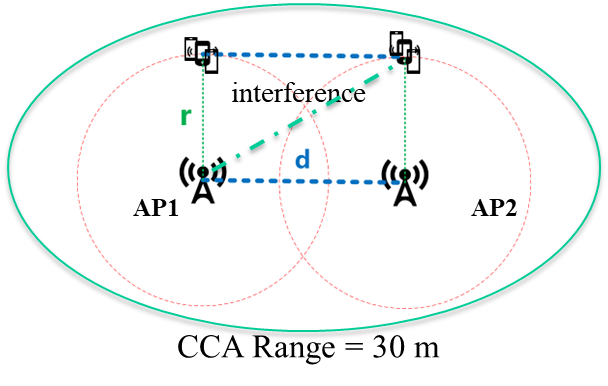 interference
r
d
AP1
AP2
CCA Range = 30 m